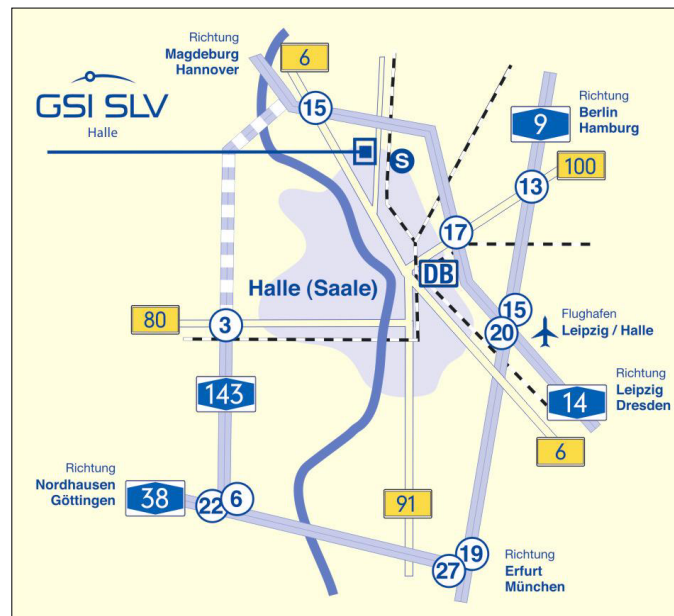 Richtung
Magdeburg
Hannover
6
GSI SLV
Halle
15
9
Richtung
Berlin
Hamburg
S
100
13
17
DB
Halle (Saale)
80
3
15
20
Flughafen
Leipzig / Halle
143
14
Richtung
Leipzig
Dresden
6
Richtung
Nordhausen
Göttingen
38
22
6
91
19
27
Richtung
Erfurt
München